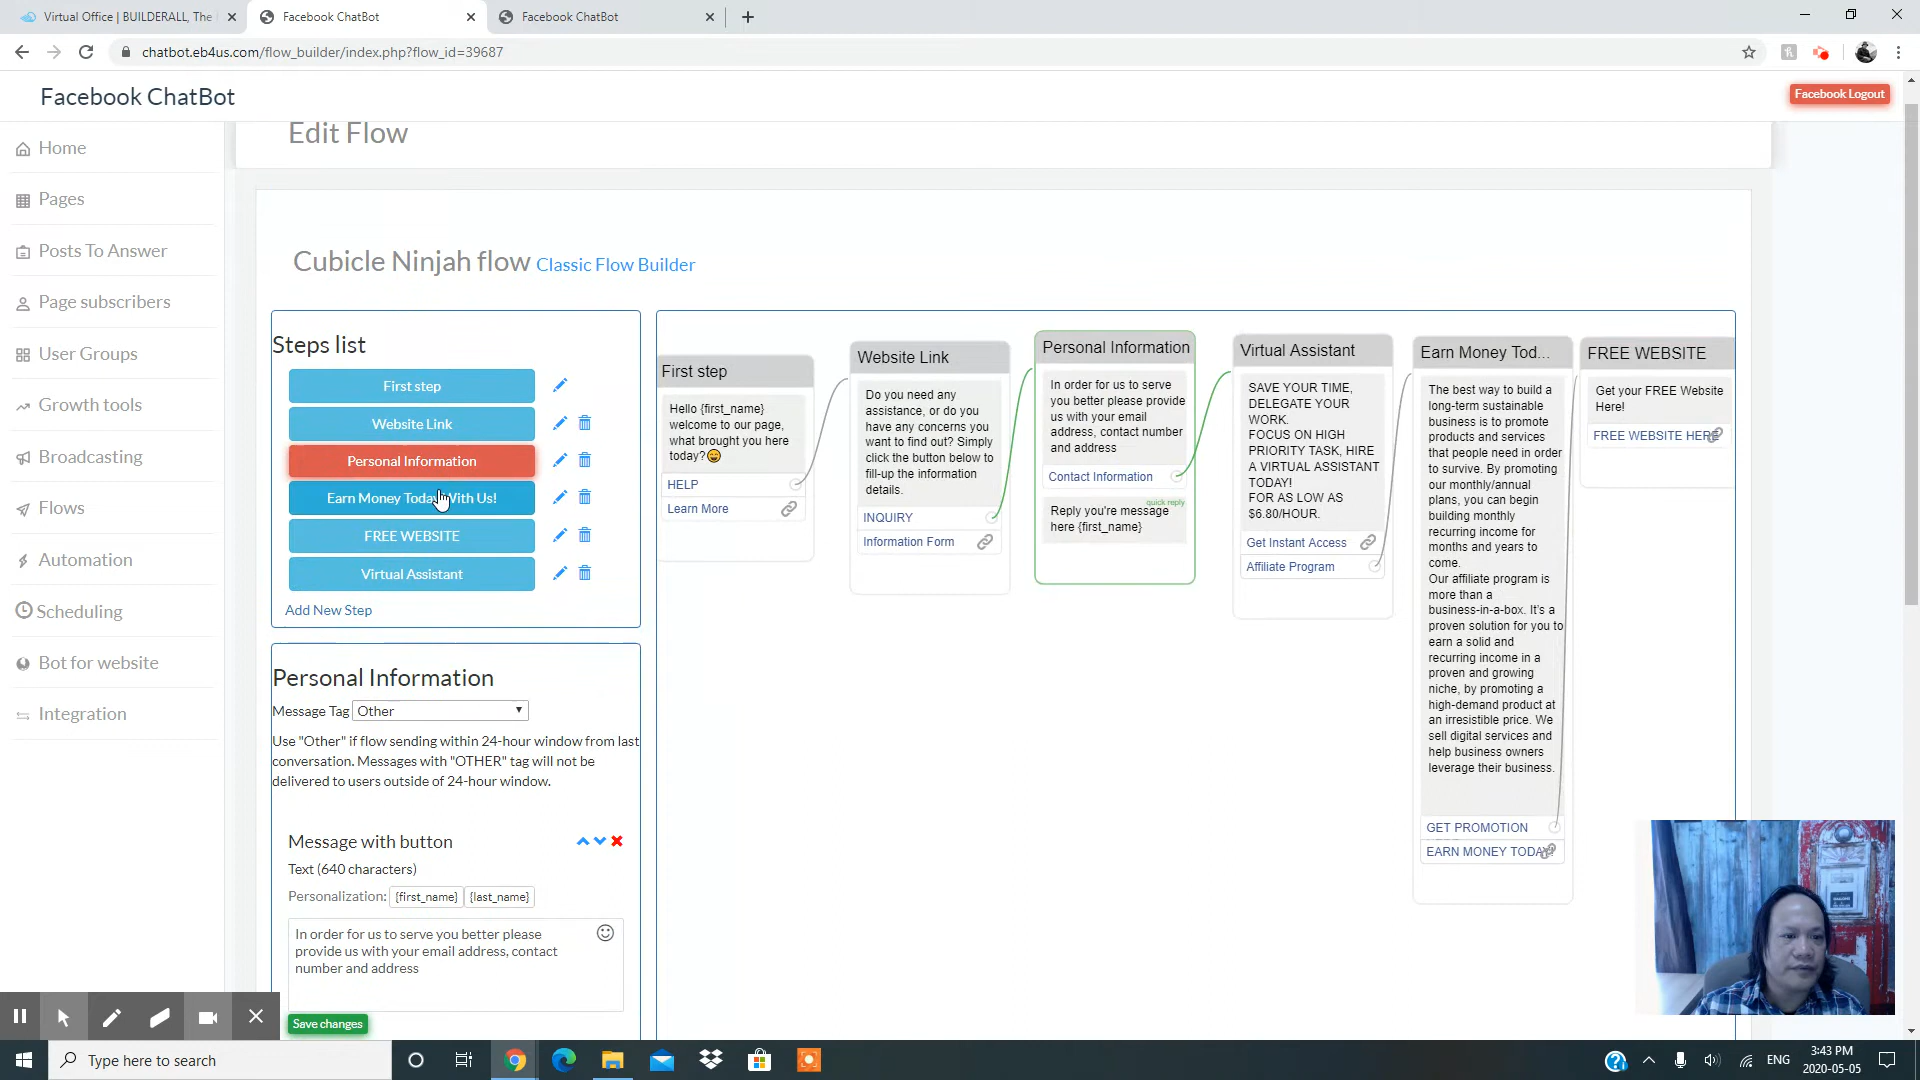 Virtual Office | BUILDERALL, The
Facebook ChatBot
Facebook ChatBot
chatbot.eb4us.com/flow_builder/index.php?flow_id=39687
Facebook ChatBot
Facebook Logout
Home
Pages
Posts To Answer
Page subscribers
User Groups
Growth tools
Broadcasting
Flows
Automation
Scheduling
Bot for website
Integration
Edit Flow
Cubicle Ninjah flow Classic Flow Builder
Steps list
First step
Website Link
Personal Information
Earn Money Today With Us!
FREE WEBSITE
Virtual Assistant
Add New Step
Personal Information
Message Tag Other
Use "Other" if flow sending within 24-hour window from last
conversation. Messages with "OTHER" tag will not be
delivered to users outside of 24-hour window.
Message with button
Text (640 characters)
Personalization: {first_name} {last_name}
In order for us to serve you better please
provide us with your email address, contact
number and address
Save changes
First step
Hello {first_name}
welcome to our page,
what brought you here
today?😄
HELP
Learn More
Website Link
Do you need any
assistance, or do you
have any concerns you
want to find out? Simply
click the button below to
fill-up the information
details.
INQUIRY
Information Form
Personal Information
In order for us to serve
you better please provide
us with your email
address, contact number
and address
Contact Information
quick reply
Reply you're message
here {first_name}
Virtual Assistant
SAVE YOUR TIME,
DELEGATE YOUR
WORK.
FOCUS ON HIGH
PRIORITY TASK, HIRE
A VIRTUAL ASSISTANT
TODAY!
FOR AS LOW AS
$6.80/HOUR.
Get Instant Access
Affiliate Program
Earn Money Tod...
The best way to build a
long-term sustainable
business is to promote
products and services
that people need in order
to survive. By promoting
our monthly/annual
plans, you can begin
building monthly
recurring income for
months and years to
come.
Our affiliate program is
more than a
business-in-a-box. It's a
proven solution for you to
earn a solid and
recurring income in a
proven and growing
niche, by promoting a
high-demand product at
an irresistible price. We
sell digital services and
help business owners
leverage their business.
GET PROMOTION
EARN MONEY TODAY!
FREE WEBSITE
Get your FREE Website
Here!
FREE WEBSITE HERE
Type here to search
ENG
3:43 PM
2020-05-05